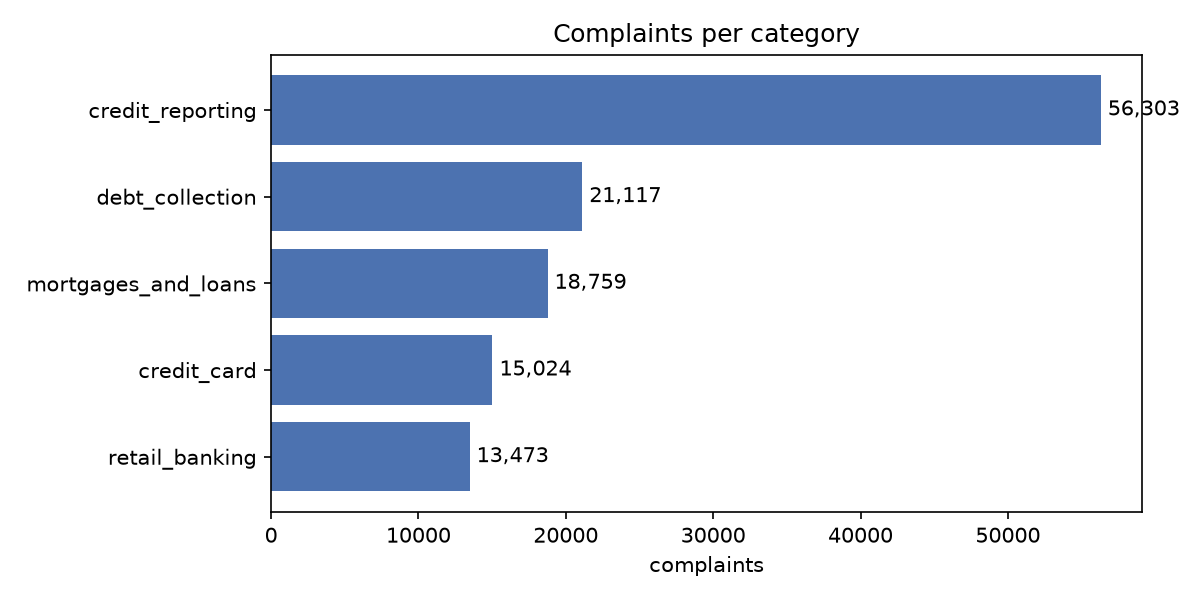 Complaints per category
credit_reporting 56,303
debt_collection 21,117
mortgages_and_loans 18,759
credit_card 15,024
retail_banking 13,473
0 10000 20000 30000 40000 50000
complaints